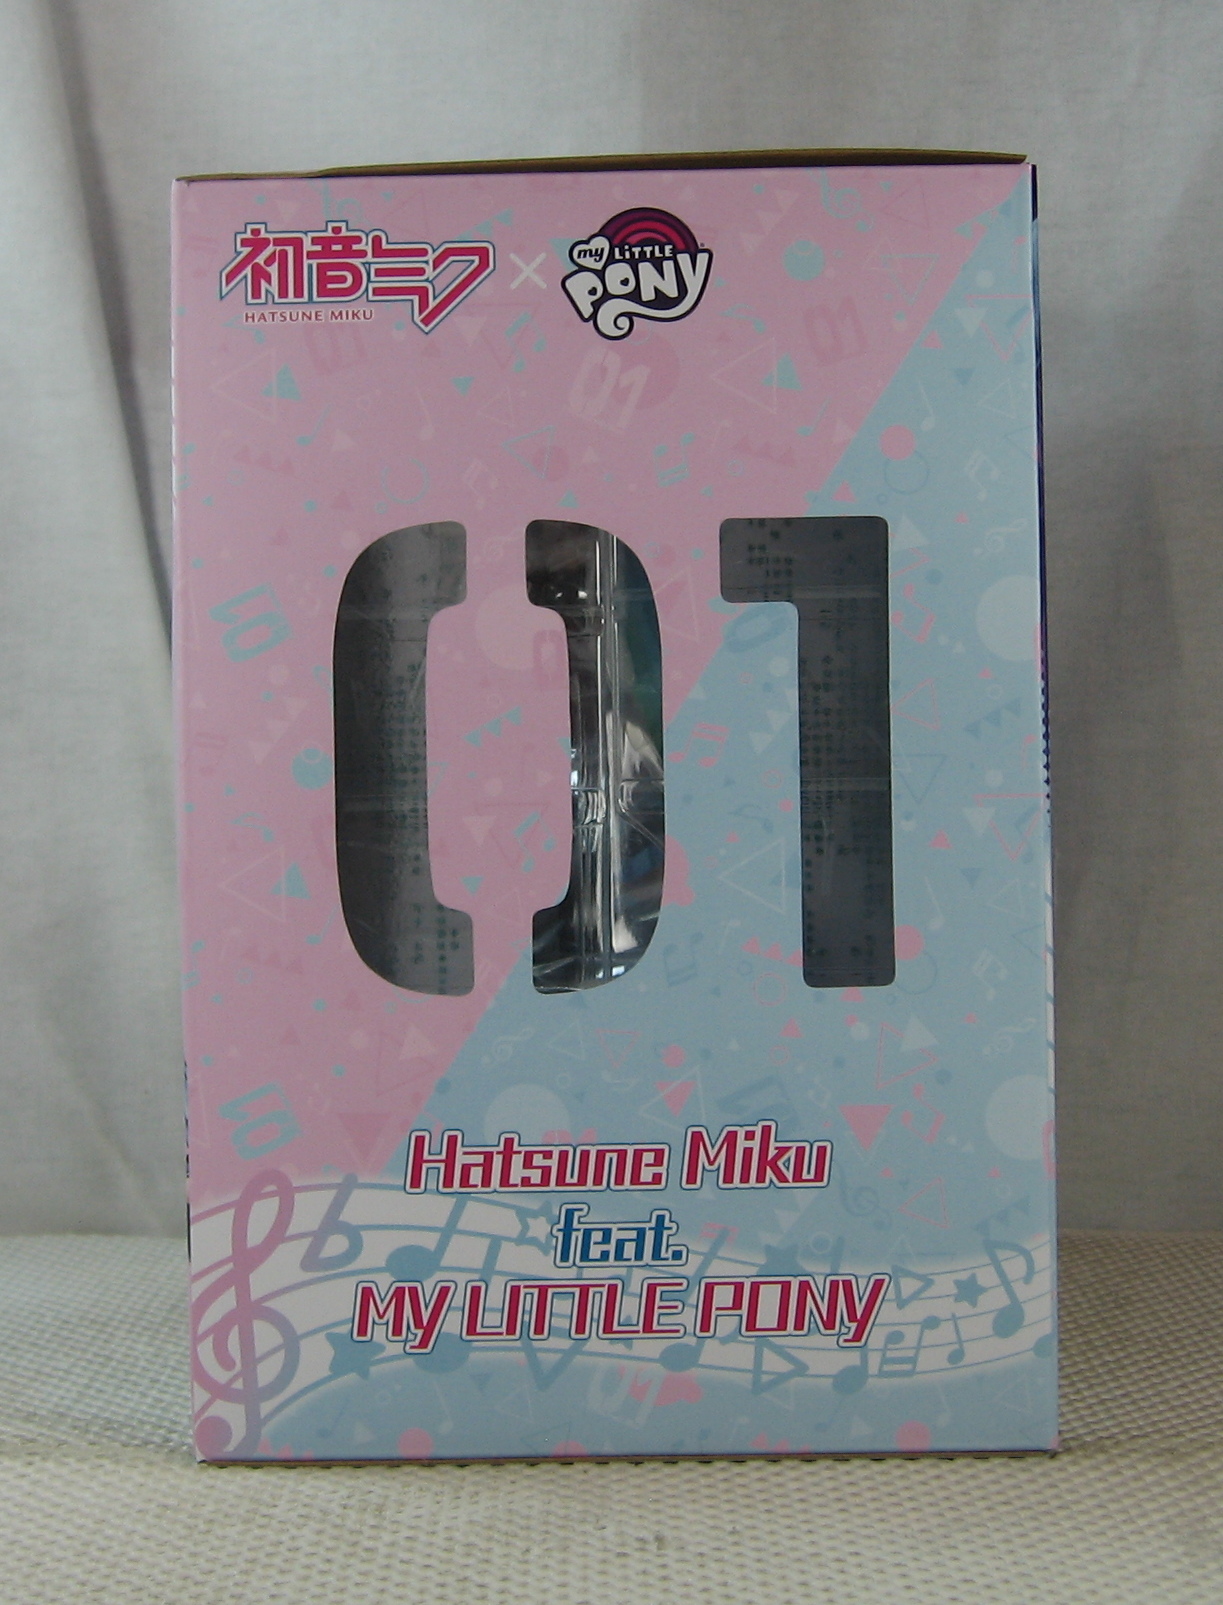 初音ミク × my LiTTLE PONY
HATSUNE MIKU
01
Hatsune Miku
feat.
MY LITTLE PONY